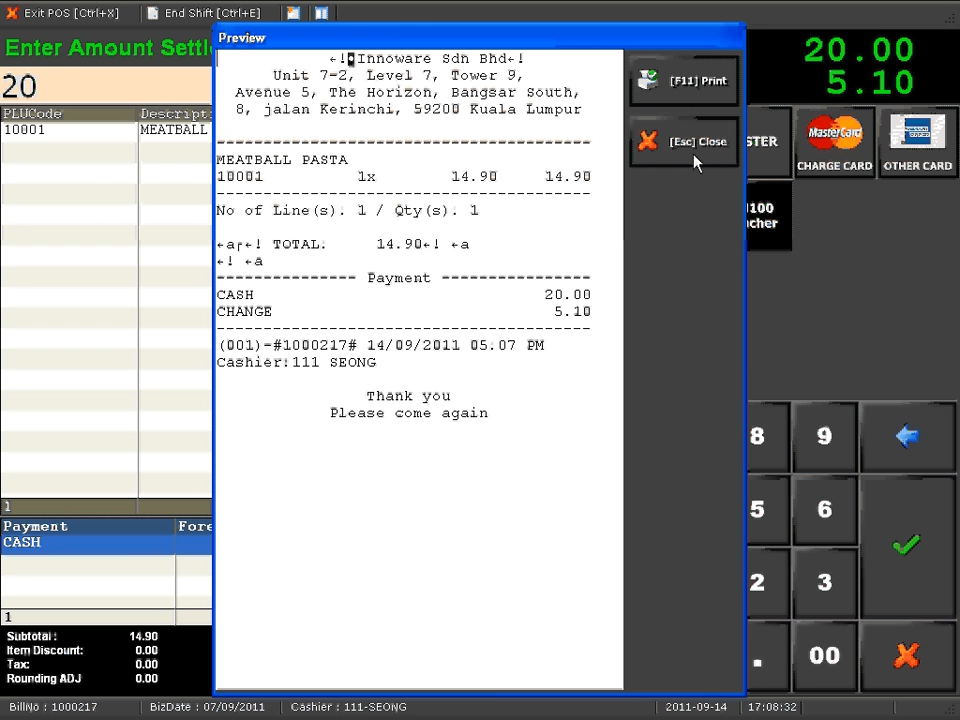 Exit POS [Ctrl+X] End Shift [Ctrl+E]
Enter Amount Settl
20
20.00
5.10
PLUCode Descript:
10001 MEATBALL
1
Payment Fore
CASH
1
Subtotal : 14.90
Item Discount: 0.00
Tax: 0.00
Rounding ADJ 0.00
Preview
←!◘Innoware Sdn Bhd←!
Unit 7-2, Level 7, Tower 9,
Avenue 5, The Horizon, Bangsar South,
8, jalan Kerinchi, 59200 Kuala Lumpur
----------------------------------------
MEATBALL PASTA
10001 1x 14.90 14.90
----------------------------------------
No of Line(s). 1 / Qty(s). 1
←a┌←! TOTAL. 14.90←! ←a
←! ←a
--------------- Payment ----------------
CASH 20.00
CHANGE 5.10
----------------------------------------
(001)-#1000217# 14/09/2011 05.07 PM
Cashier:111 SEONG
Thank you
Please come again
[F11] Print
[Esc] Close
STER
MasterCard
CHARGE CARD
OTHER CARD
cher
8 9
5 6
2 3
. 00
BillNo : 1000217 BizDate : 07/09/2011 Cashier : 111-SEONG 2011-09-14 17:08:32